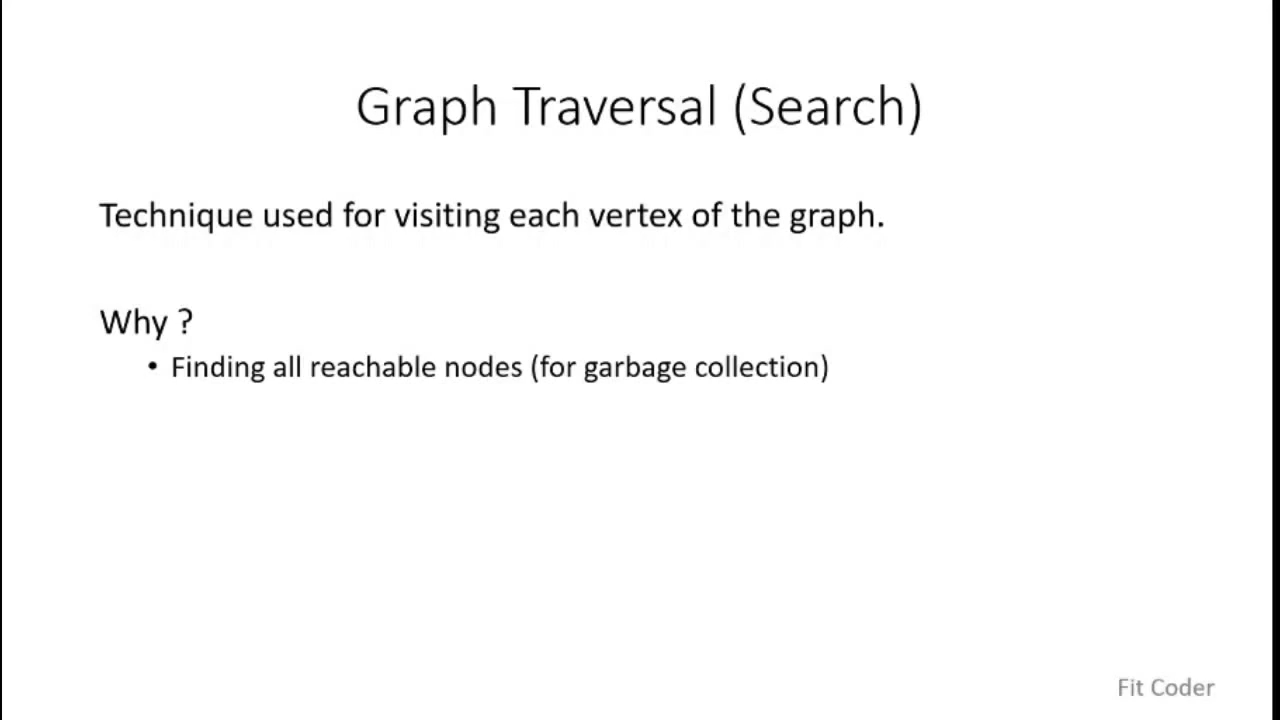 Graph Traversal (Search)
Technique used for visiting each vertex of the graph.
Why ?
• Finding all reachable nodes (for garbage collection)
Fit Coder